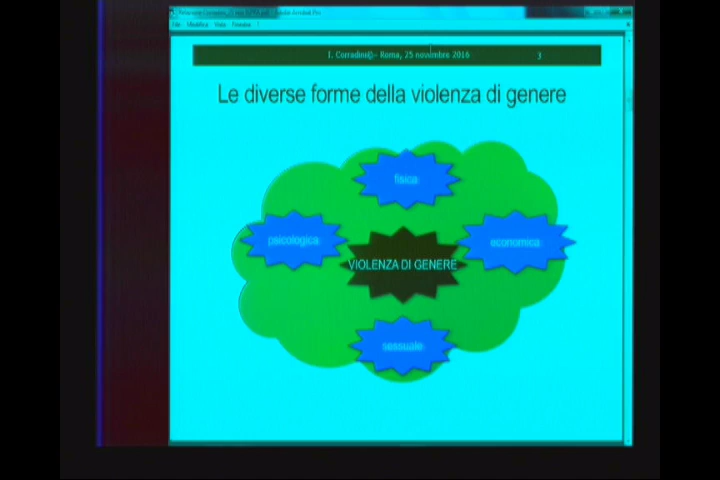 I. Corradini©- Roma, 25 novembre 2016 3
Le diverse forme della violenza di genere
fisica
psicologica
economica
VIOLENZA DI GENERE
sessuale